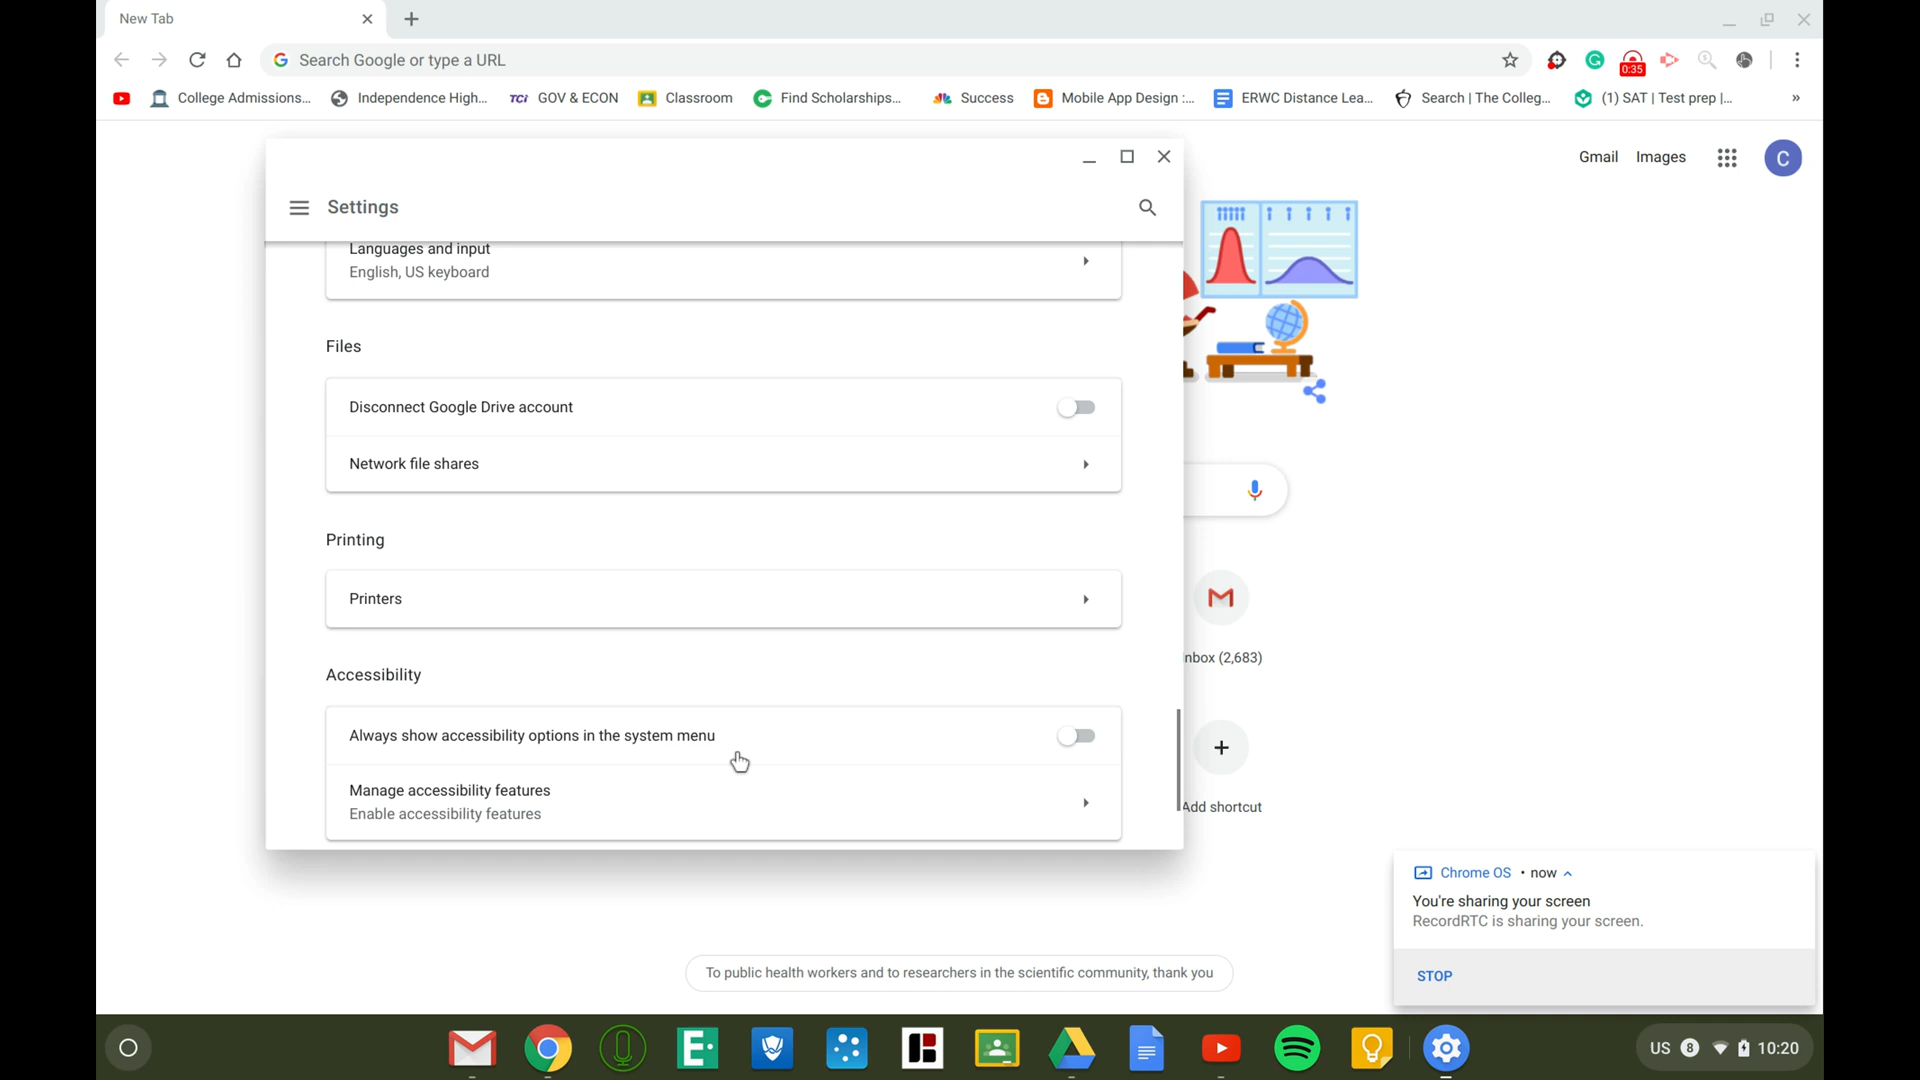 New Tab
Search Google or type a URL
0:35
College Admissions...
Independence High...
TCi GOV & ECON
Classroom
Find Scholarships...
Success
Mobile App Design :...
ERWC Distance Lea...
Search | The Colleg...
(1) SAT | Test prep |...
»
Gmail
Images
C
Settings
Languages and input
English, US keyboard
Files
Disconnect Google Drive account
Network file shares
Printing
Printers
Accessibility
Always show accessibility options in the system menu
Manage accessibility features
Enable accessibility features
nbox (2,683)
Add shortcut
Chrome OS • now
You're sharing your screen
RecordRTC is sharing your screen.
STOP
To public health workers and to researchers in the scientific community, thank you
US 8 10:20